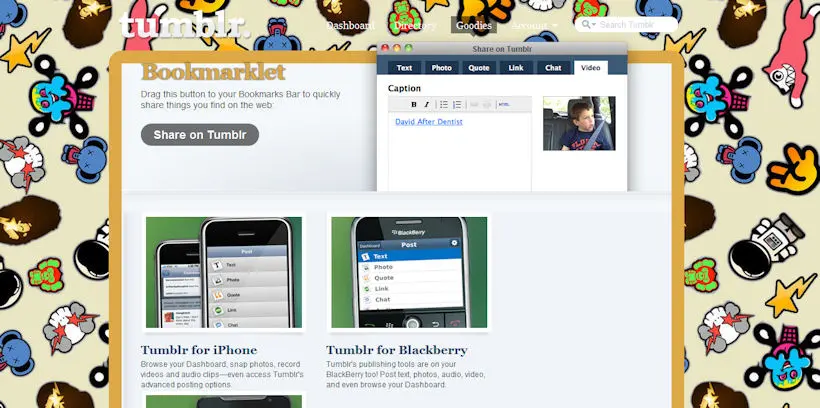 tumblr.
Dashboard Directory Goodies Account Search Tumblr
Share on Tumblr
Bookmarklet
Drag this button to your Bookmarks Bar to quickly
share things you find on the web:
Share on Tumblr
Text Photo Quote Link Chat Video
Caption
B I HTML
David After Dentist
Post
Text
Photo
Quote
Link
Chat
BlackBerry
Dashboard Post
Text
Photo
Quote
Link
Chat
Tumblr for iPhone
Browse your Dashboard, snap photos, record
videos and audio clips—even access Tumblr's
advanced posting options.
Tumblr for Blackberry
Tumblr's publishing tools are on your
BlackBerry too! Post text, photos, audio, video,
and even browse your Dashboard.